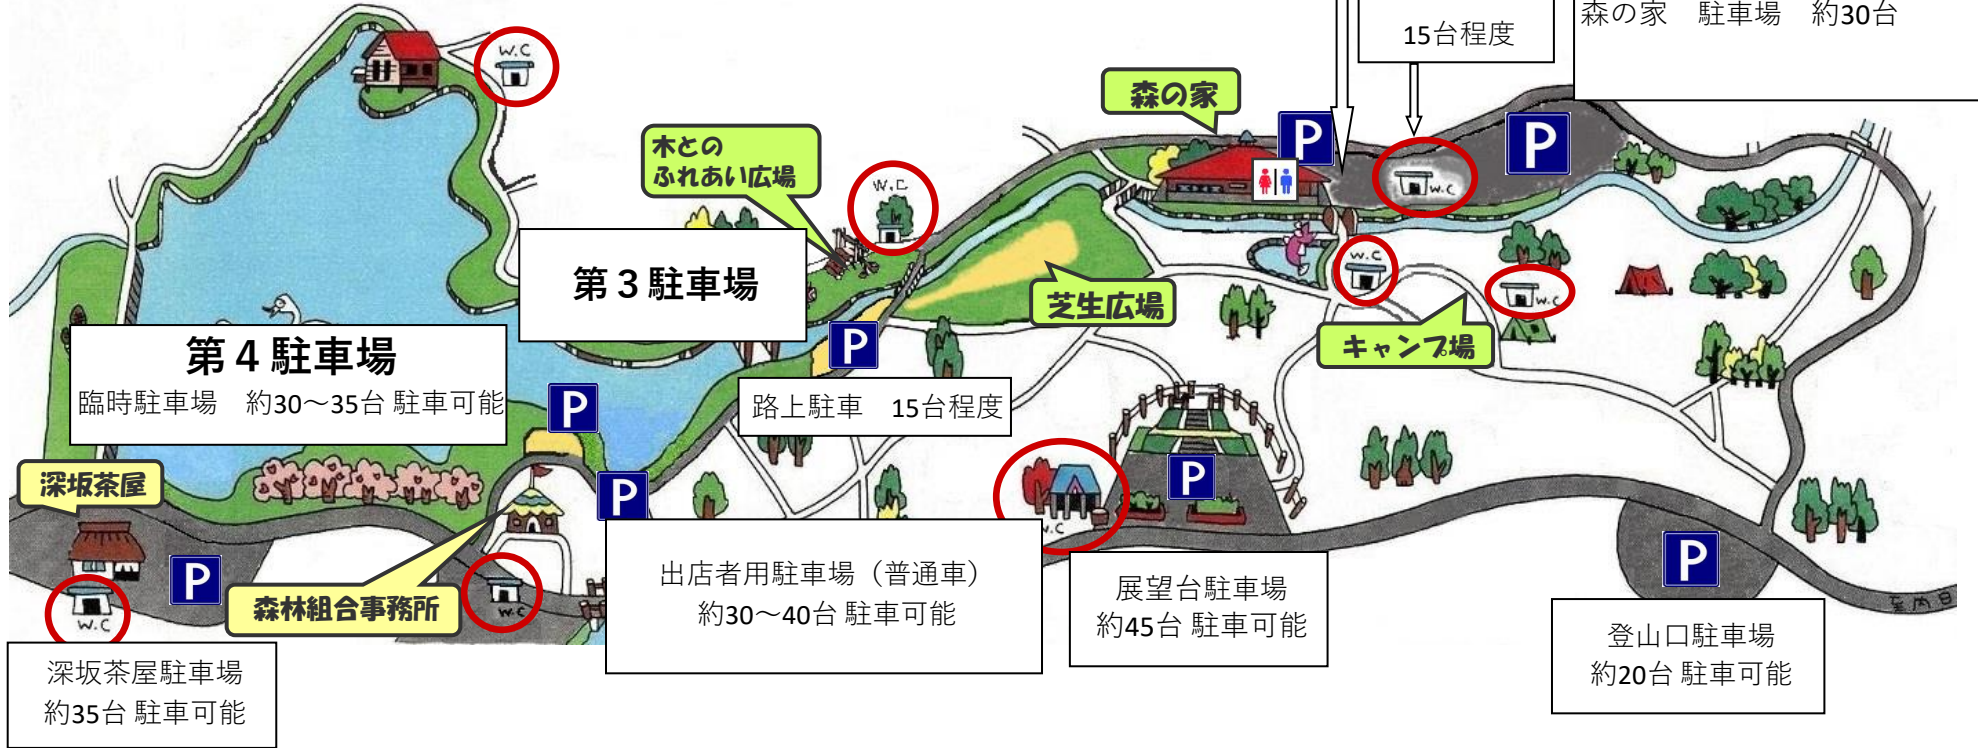 森の家 駐車場 約30台
15台程度
W.C
森の家
P
P
木との
ふれあい広場
W.C
W.C
第３駐車場
芝生広場
W.C
W.C
キャンプ場
P
第４駐車場
臨時駐車場 約30～35台 駐車可能
路上駐車 15台程度
P
深坂茶屋
P
P
W.C
P
P
森林組合事務所
W.C
W.C
出店者用駐車場（普通車）
約30～40台 駐車可能
展望台駐車場
約45台 駐車可能
P
至内日
登山口駐車場
約20台 駐車可能
深坂茶屋駐車場
約35台 駐車可能